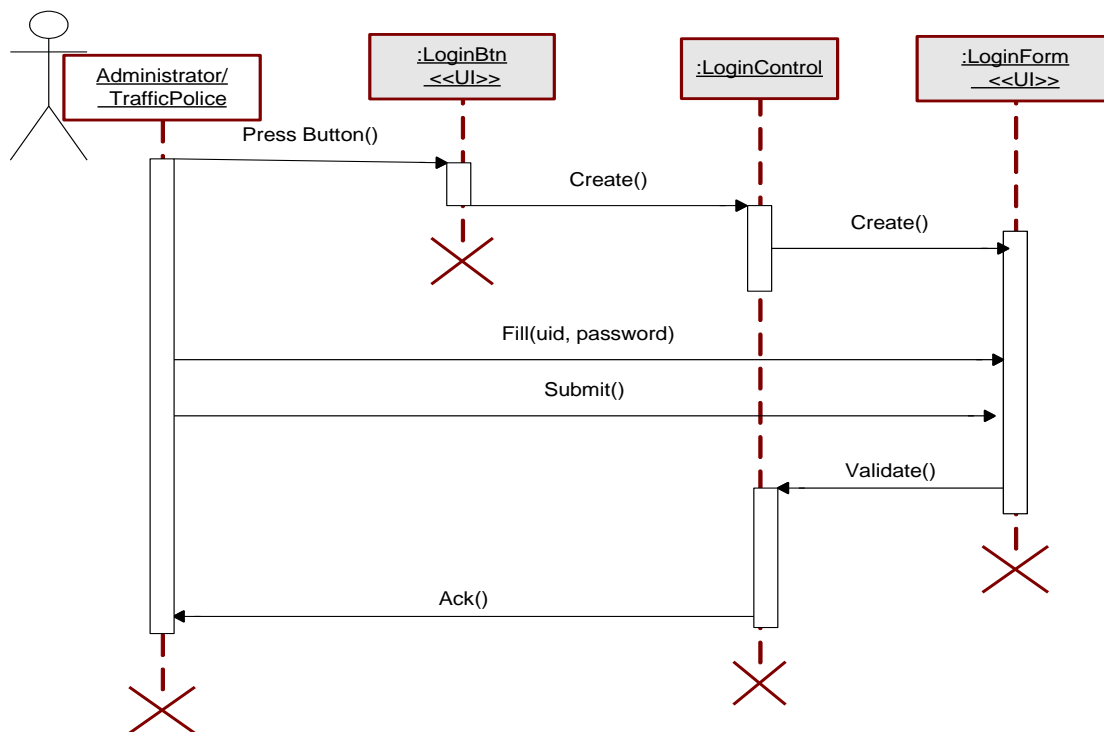 Administrator/
TrafficPolice
:LoginBtn
<<UI>>
:LoginControl
:LoginForm
<<UI>>
Press Button()
Create()
Create()
Fill(uid, password)
Submit()
Validate()
Ack()